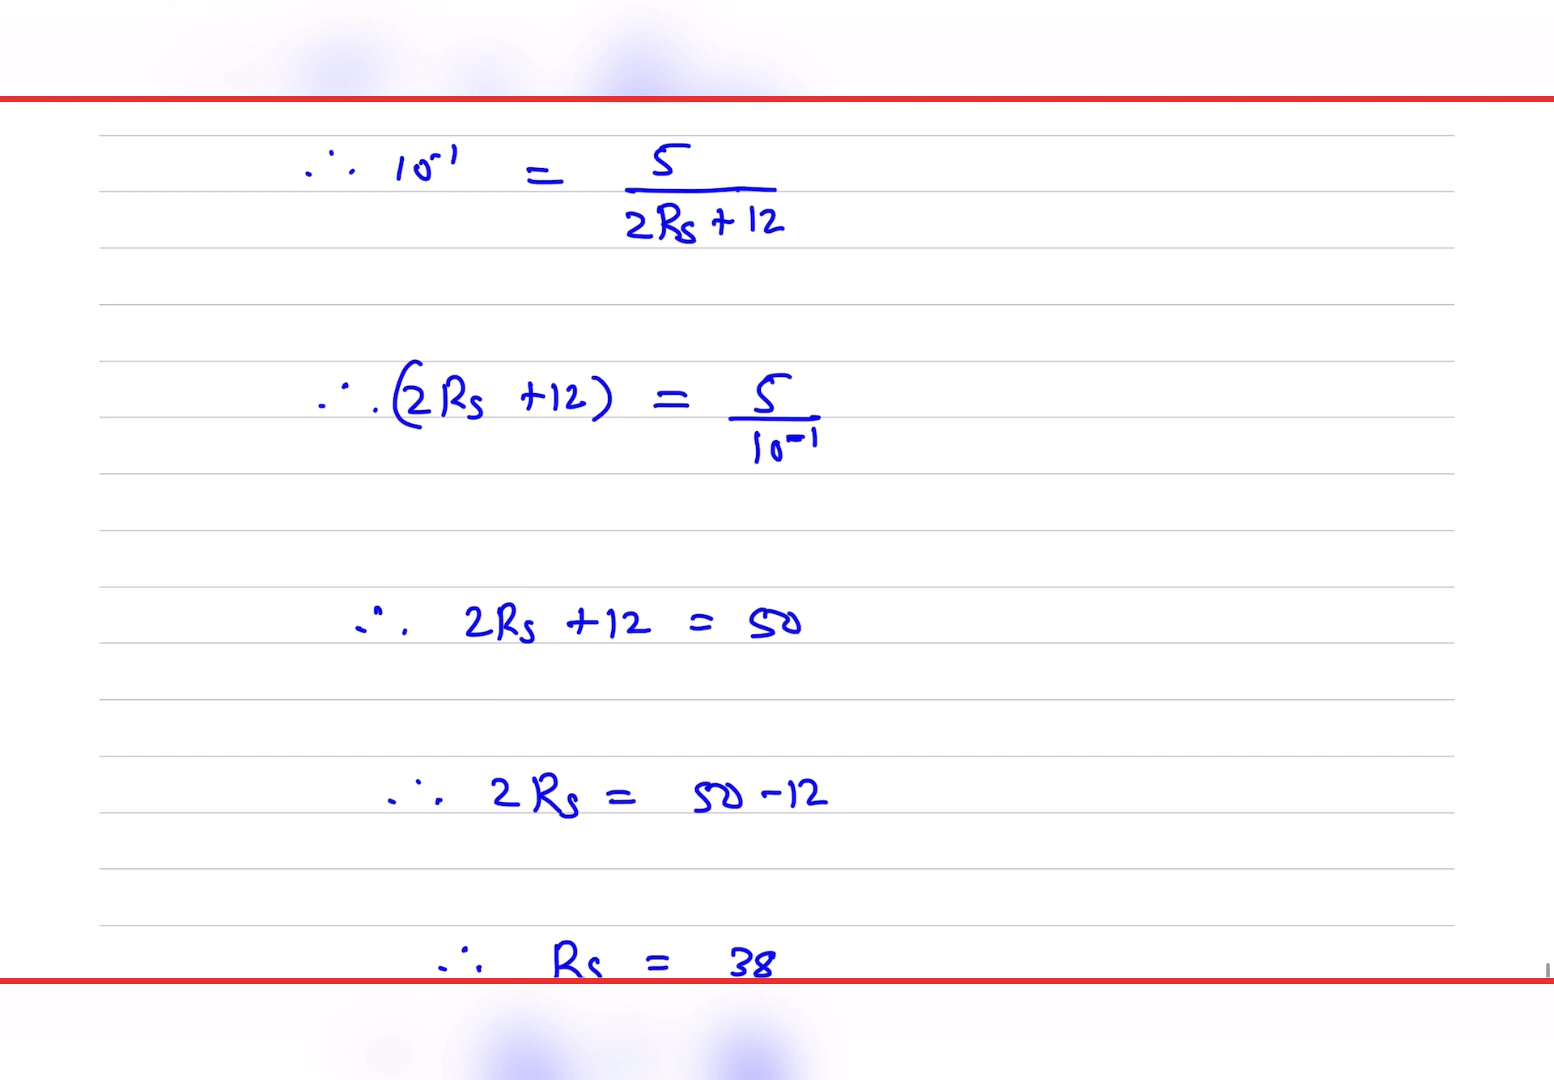 ∴ 10⁻¹ = 5 / (2Rs + 12)
∴ (2Rs + 12) = 5 / 10⁻¹
∴ 2Rs + 12 = 50
∴ 2Rs = 50 - 12
∴ Rs = 38